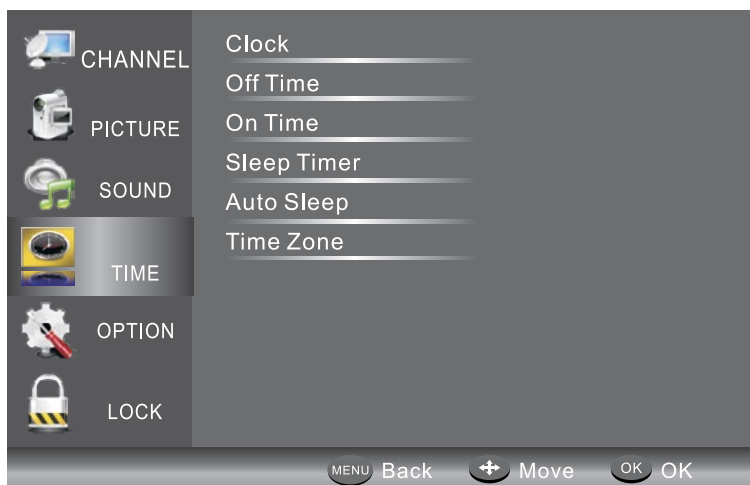 CHANNEL
PICTURE
SOUND
TIME
OPTION
LOCK
Clock
Off Time
On Time
Sleep Timer
Auto Sleep
Time Zone
MENU Back Move OK OK